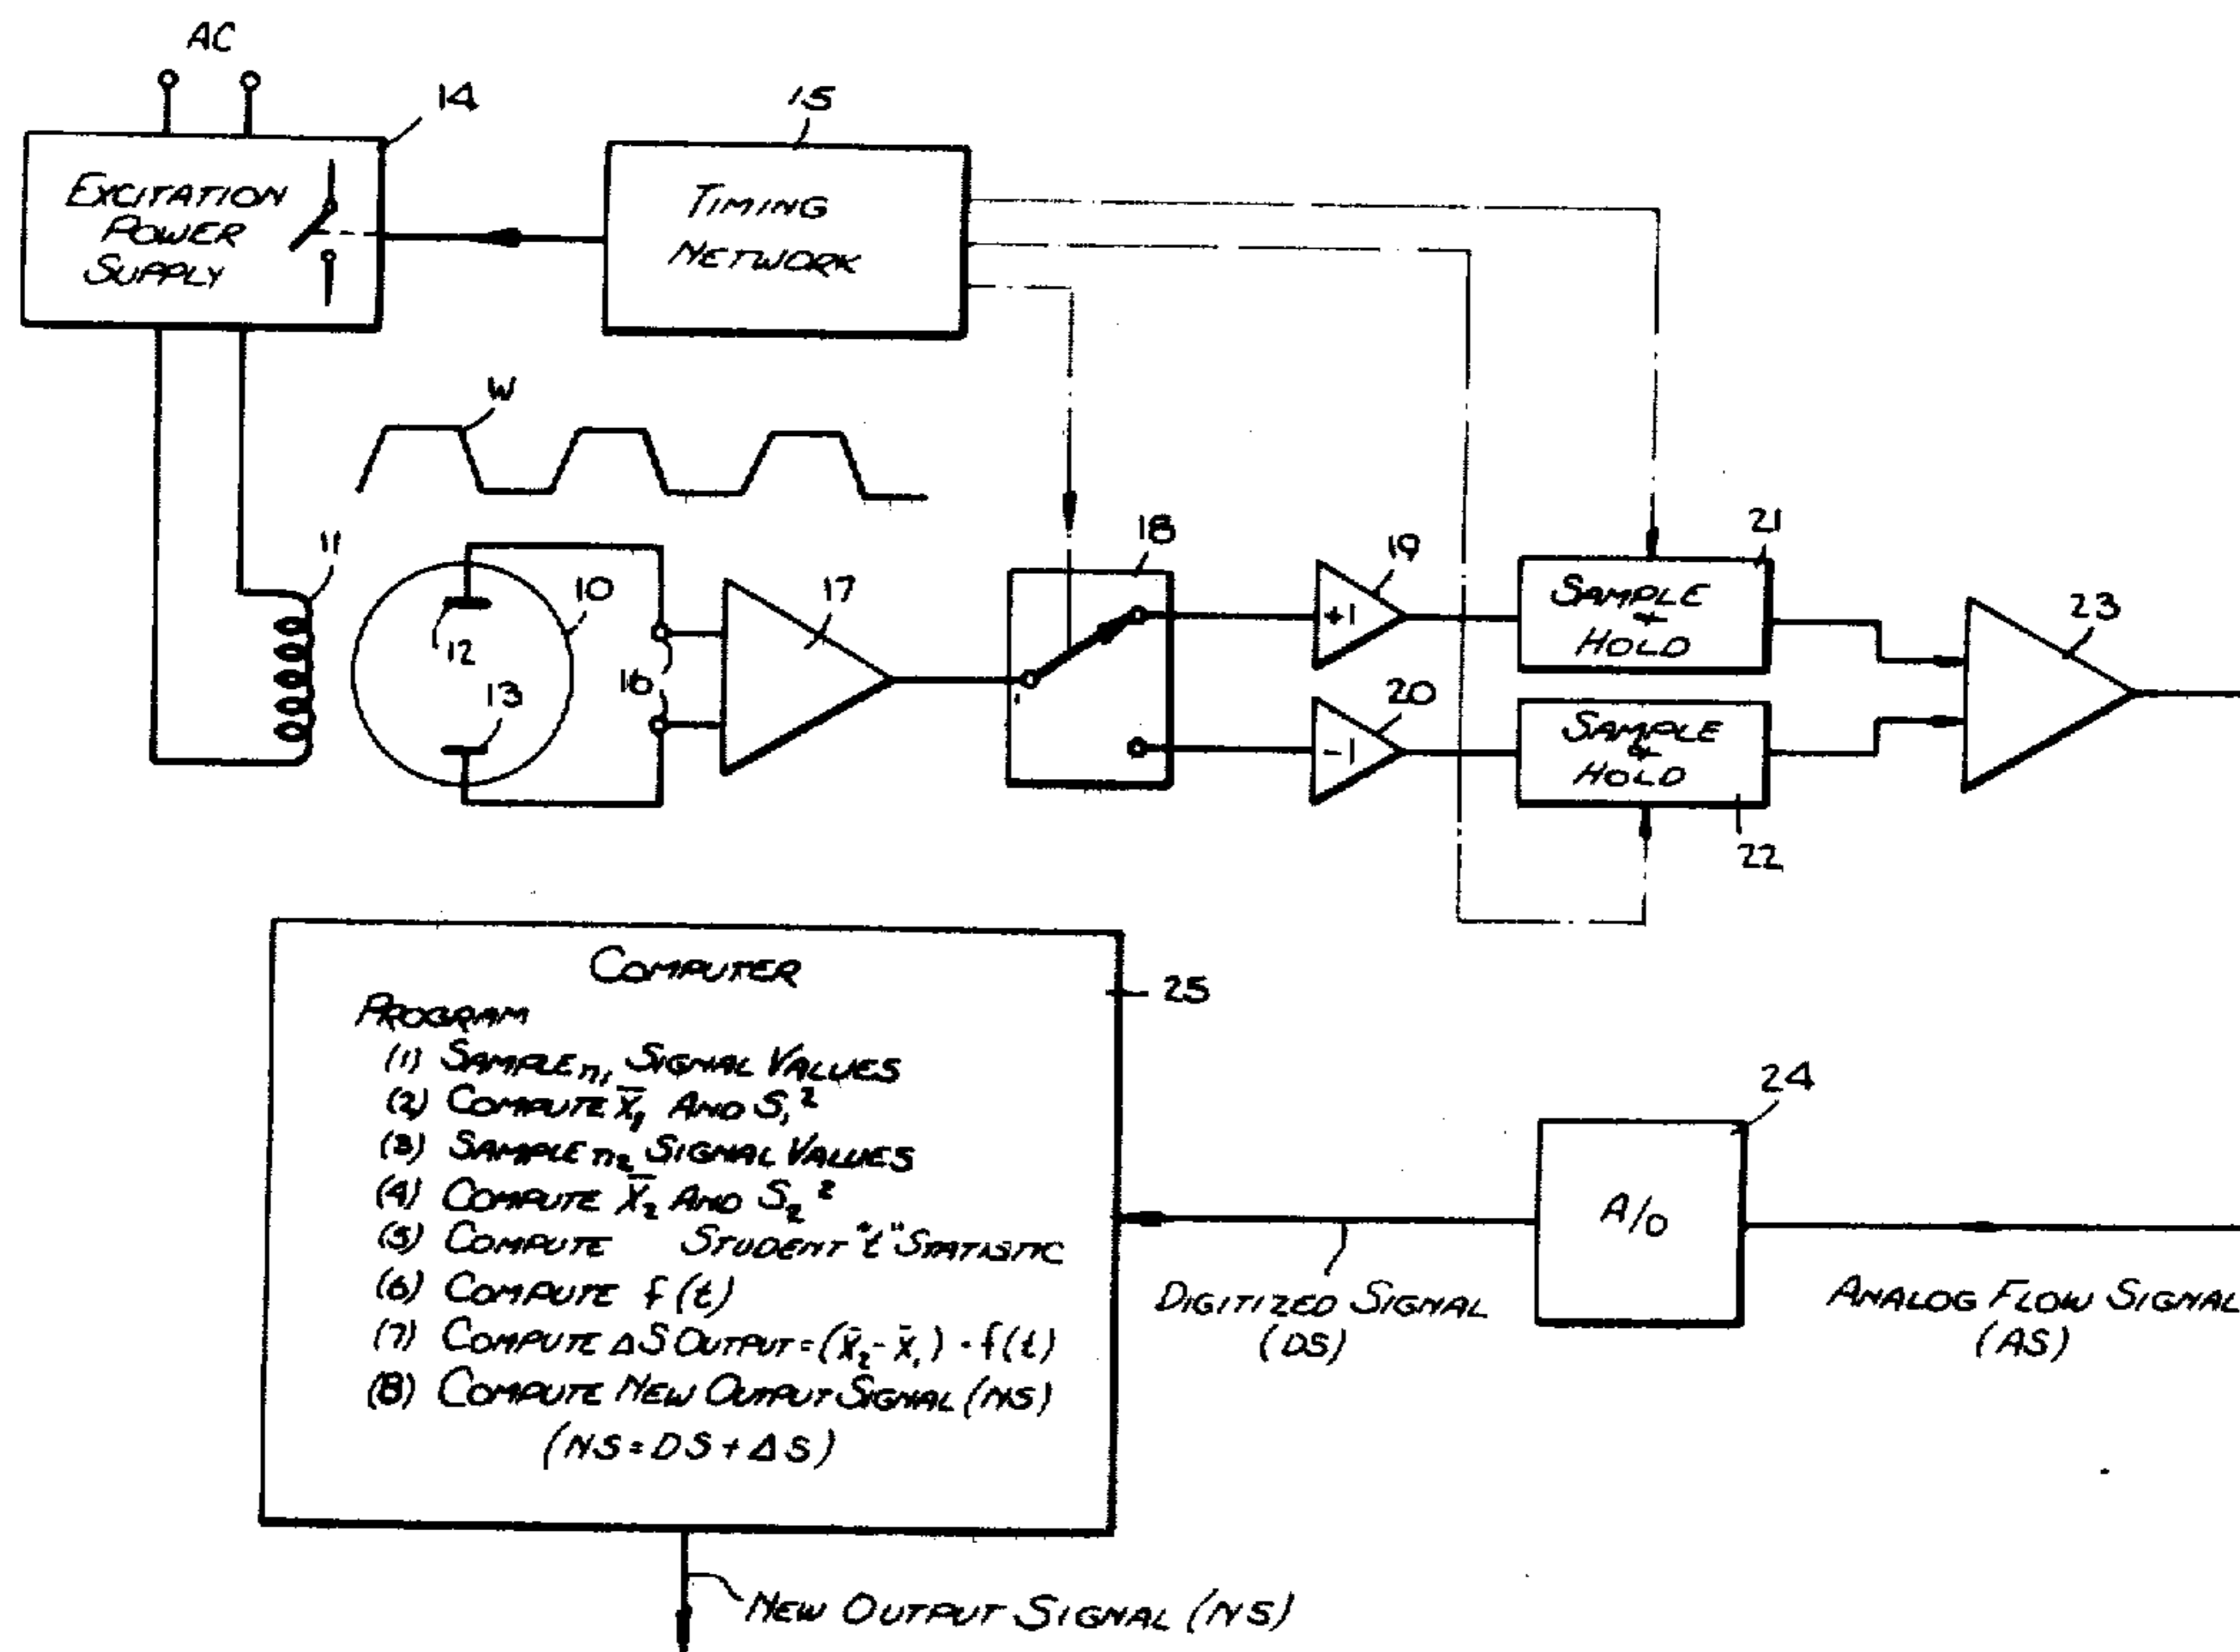 AC
14
EXCITATION
POWER
SUPPLY
15
TIMING
NETWORK
W
11
10
12
13
16
17
18
19
+1
20
-1
21
SAMPLE
&
HOLD
SAMPLE
&
HOLD
22
23
COMPUTER
25
PROGRAM
(1) SAMPLE n₁ SIGNAL VALUES
(2) COMPUTE X̄₁ AND S₁²
(3) SAMPLE n₂ SIGNAL VALUES
(4) COMPUTE X̄₂ AND S₂²
(5) COMPUTE STUDENT "t" STATISTIC
(6) COMPUTE f(t)
(7) COMPUTE ΔS OUTPUT = (X̄₂ - X̄₁) · f(t)
(8) COMPUTE NEW OUTPUT SIGNAL (NS)
(NS = DS + ΔS)
24
A/D
DIGITIZED SIGNAL
(DS)
ANALOG FLOW SIGNAL
(AS)
NEW OUTPUT SIGNAL (NS)